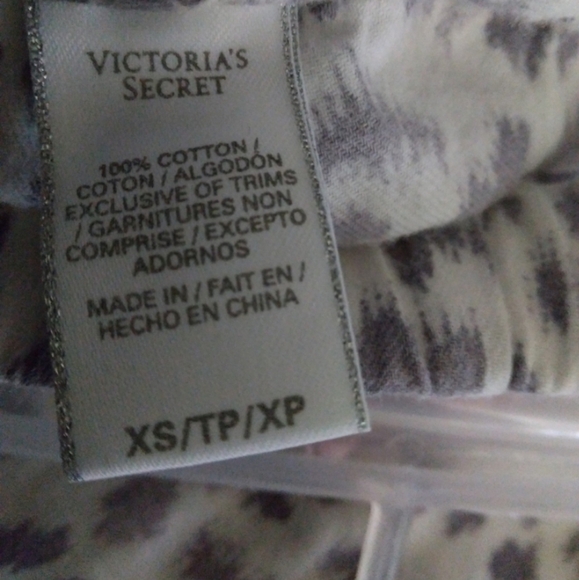 VICTORIA'S
SECRET
100% COTTON /
COTON / ALGODÓN
EXCLUSIVE OF TRIMS
/ GARNITURES NON
COMPRISE / EXCEPTO
ADORNOS
MADE IN / FAIT EN /
HECHO EN CHINA
XS/TP/XP